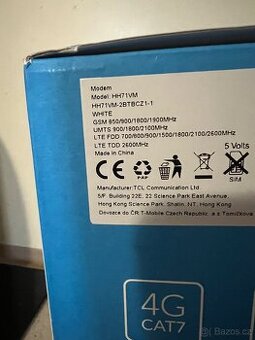 Modem
Model: HH71VM
HH71VM-2BTBCZ1-1
WHITE
GSM 850/900/1800/1900MHz
UMTS 900/1800/2100MHz
LTE FDD 700/800/900/1500/1800/2100/2600MHz
LTE TDD 2600MHz
Made in China
5 Volts
CE
SIM
Manufacturer:TCL Communication Ltd.
5/F, Building 22E, 22 Science Park East Avenue,
Hong Kong Science Park, Shatin, NT, Hong Kong
Dovozce do ČR T-Mobile Czech Republic, a.s Tomíčkova
4G
CAT7
Bazoš.cz